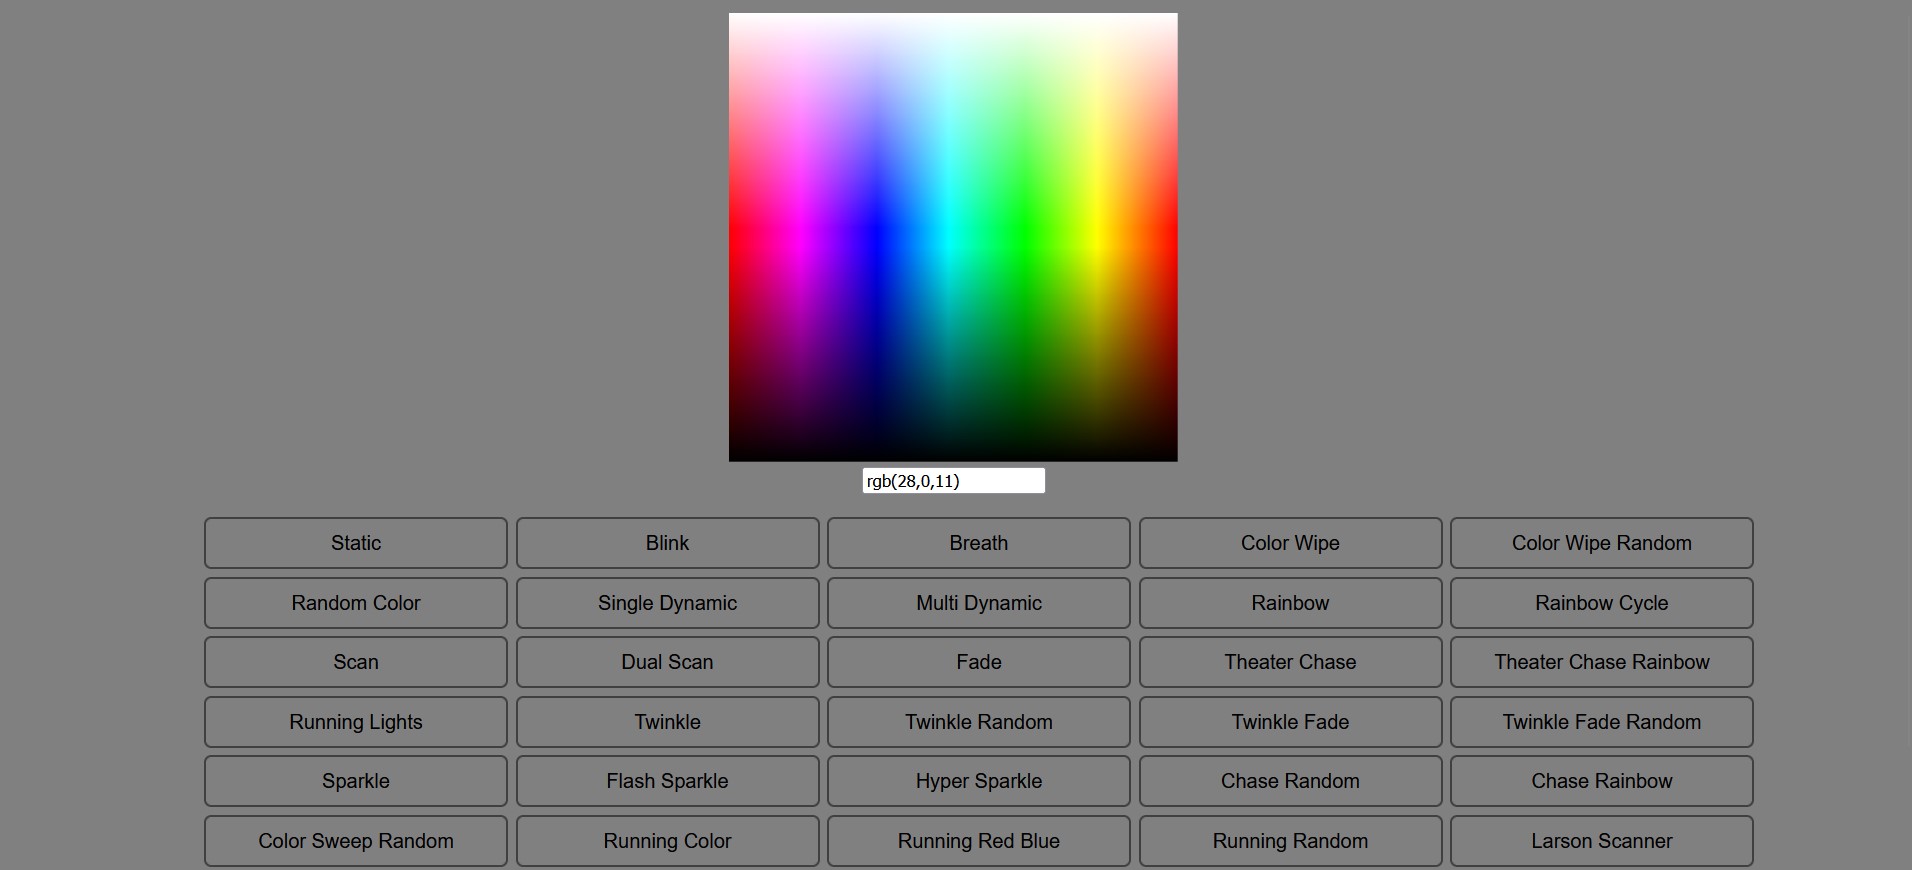 rgb(28,0,11)
Static Blink Breath Color Wipe Color Wipe Random
Random Color Single Dynamic Multi Dynamic Rainbow Rainbow Cycle
Scan Dual Scan Fade Theater Chase Theater Chase Rainbow
Running Lights Twinkle Twinkle Random Twinkle Fade Twinkle Fade Random
Sparkle Flash Sparkle Hyper Sparkle Chase Random Chase Rainbow
Color Sweep Random Running Color Running Red Blue Running Random Larson Scanner